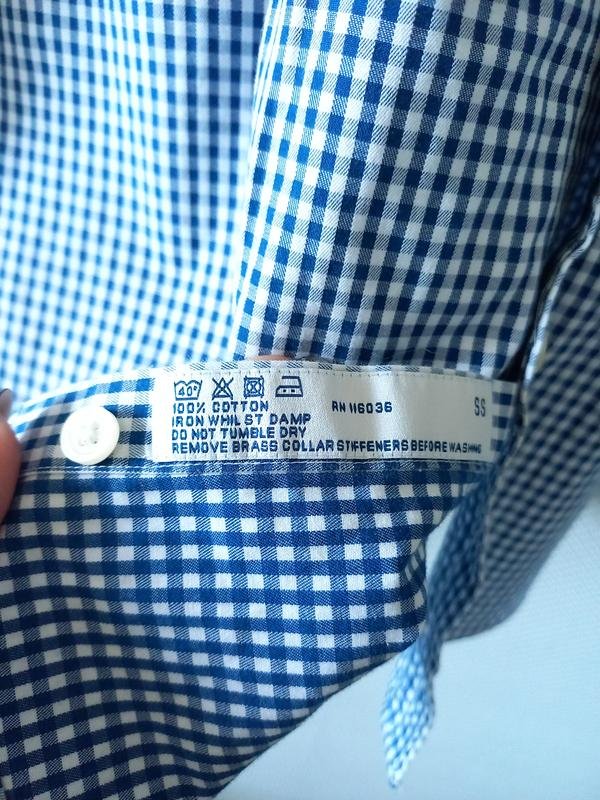 40°
100% COTTON RN 116036 SS
IRON WHILST DAMP
DO NOT TUMBLE DRY
REMOVE BRASS COLLAR STIFFENERS BEFORE WASHING